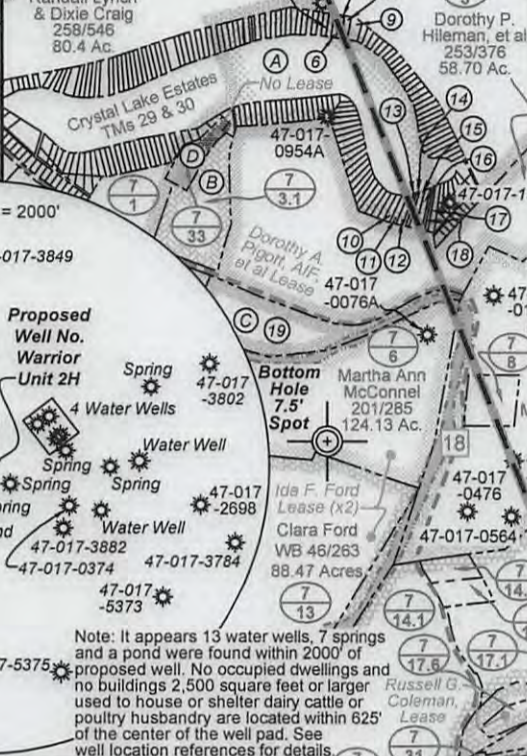 & Dixie Craig
258/546
80.4 Ac.
A
6
9
Dorothy P.
Hileman, et al
253/376
58.70 Ac.
Crystal Lake Estates
TMs 29 & 30
No Lease
47-017-
0954A
13
14
15
16
47-017-1
17
18
D
B
7
1
7
33
7
3.1
10
11
12
= 2000'
-017-3849
Dorothy A.
Pigott, AIF,
et al Lease
47-017
-0076A
C
19
7
6
7
8
Proposed
Well No.
Warrior
Unit 2H
Spring
47-017
-3802
4 Water Wells
Bottom
Hole
7.5'
Spot
Martha Ann
McConnel
201/285
124.13 Ac.
18
Spring
Water Well
Spring
Spring
Water Well
47-017
-2698
47-017-3882
47-017-0374
47-017-3784
47-017
-5373
Ida F. Ford
Lease (x2)
Clara Ford
WB 46/263
88.47 Acres
7
13
47-017
-0476
47-017-0564
7
14.1
7
17.6
7
17.1
Russell G.
Coleman,
Lease
7-5375
Note: It appears 13 water wells, 7 springs
and a pond were found within 2000' of
proposed well. No occupied dwellings and
no buildings 2,500 square feet or larger
used to house or shelter dairy cattle or
poultry husbandry are located within 625'
of the center of the well pad. See
well location references for details.